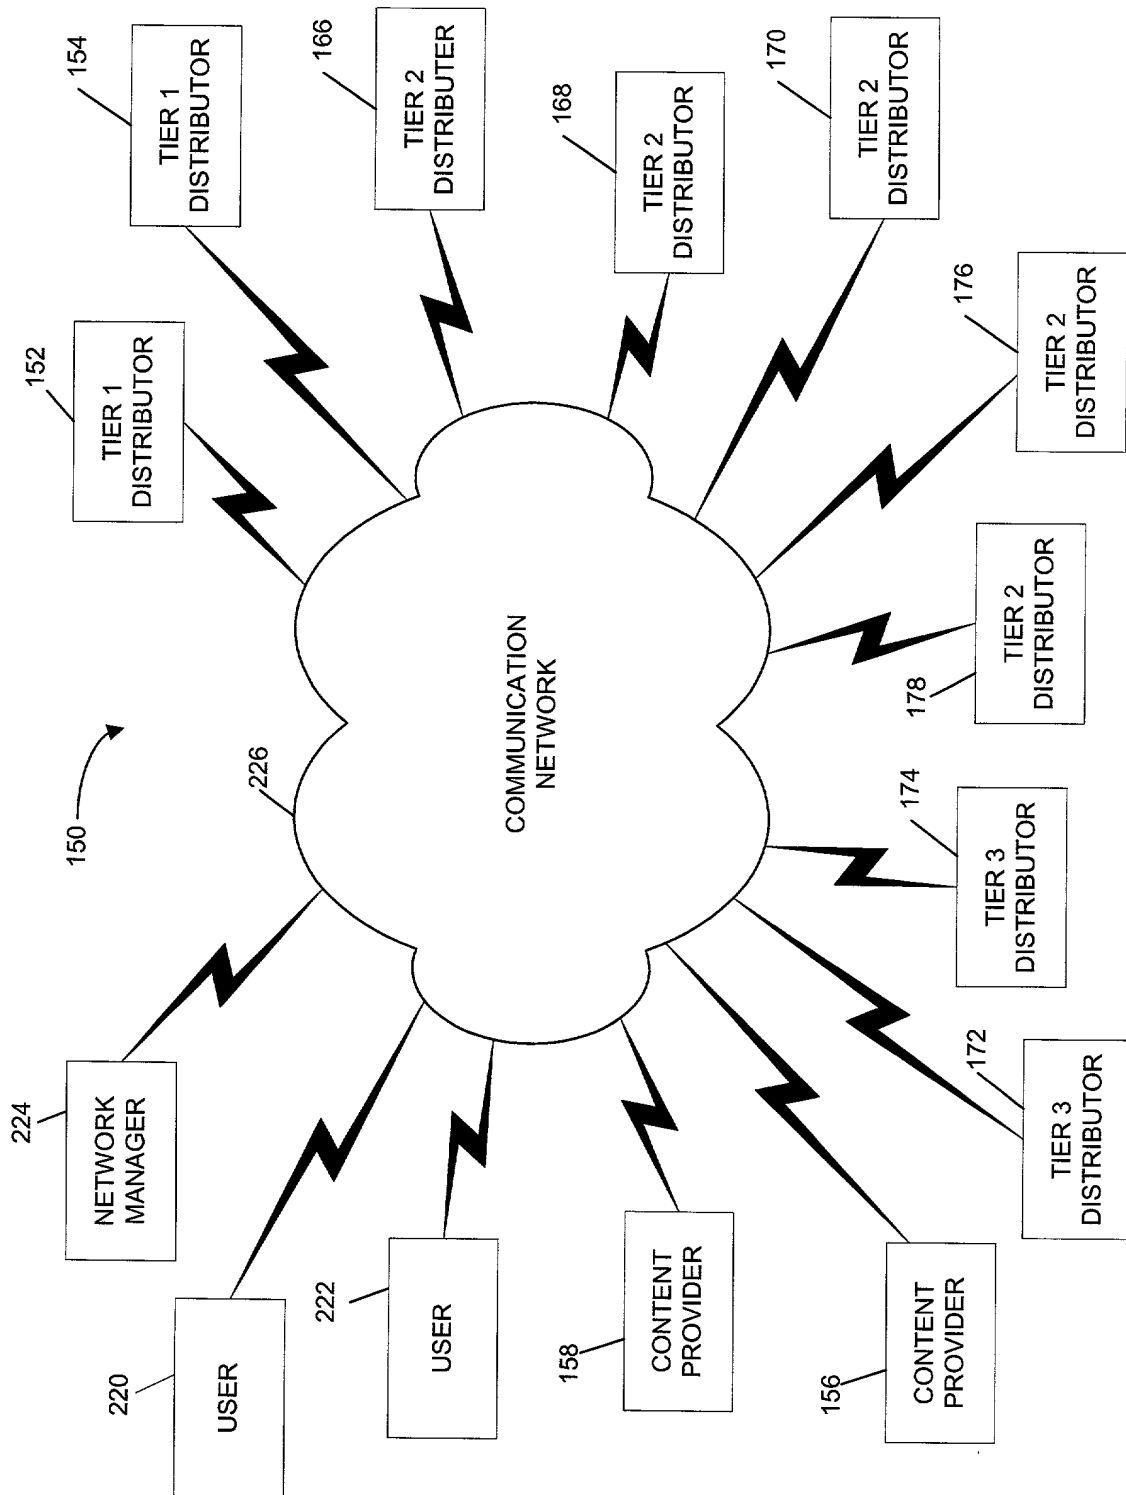 150
152
TIER 1
DISTRIBUTOR
154
TIER 1
DISTRIBUTOR
166
TIER 2
DISTRIBUTER
168
TIER 2
DISTRIBUTOR
170
TIER 2
DISTRIBUTOR
176
TIER 2
DISTRIBUTOR
178
TIER 2
DISTRIBUTOR
174
TIER 3
DISTRIBUTOR
172
TIER 3
DISTRIBUTOR
156
CONTENT
PROVIDER
158
CONTENT
PROVIDER
222
USER
220
USER
224
NETWORK
MANAGER
226
COMMUNICATION
NETWORK